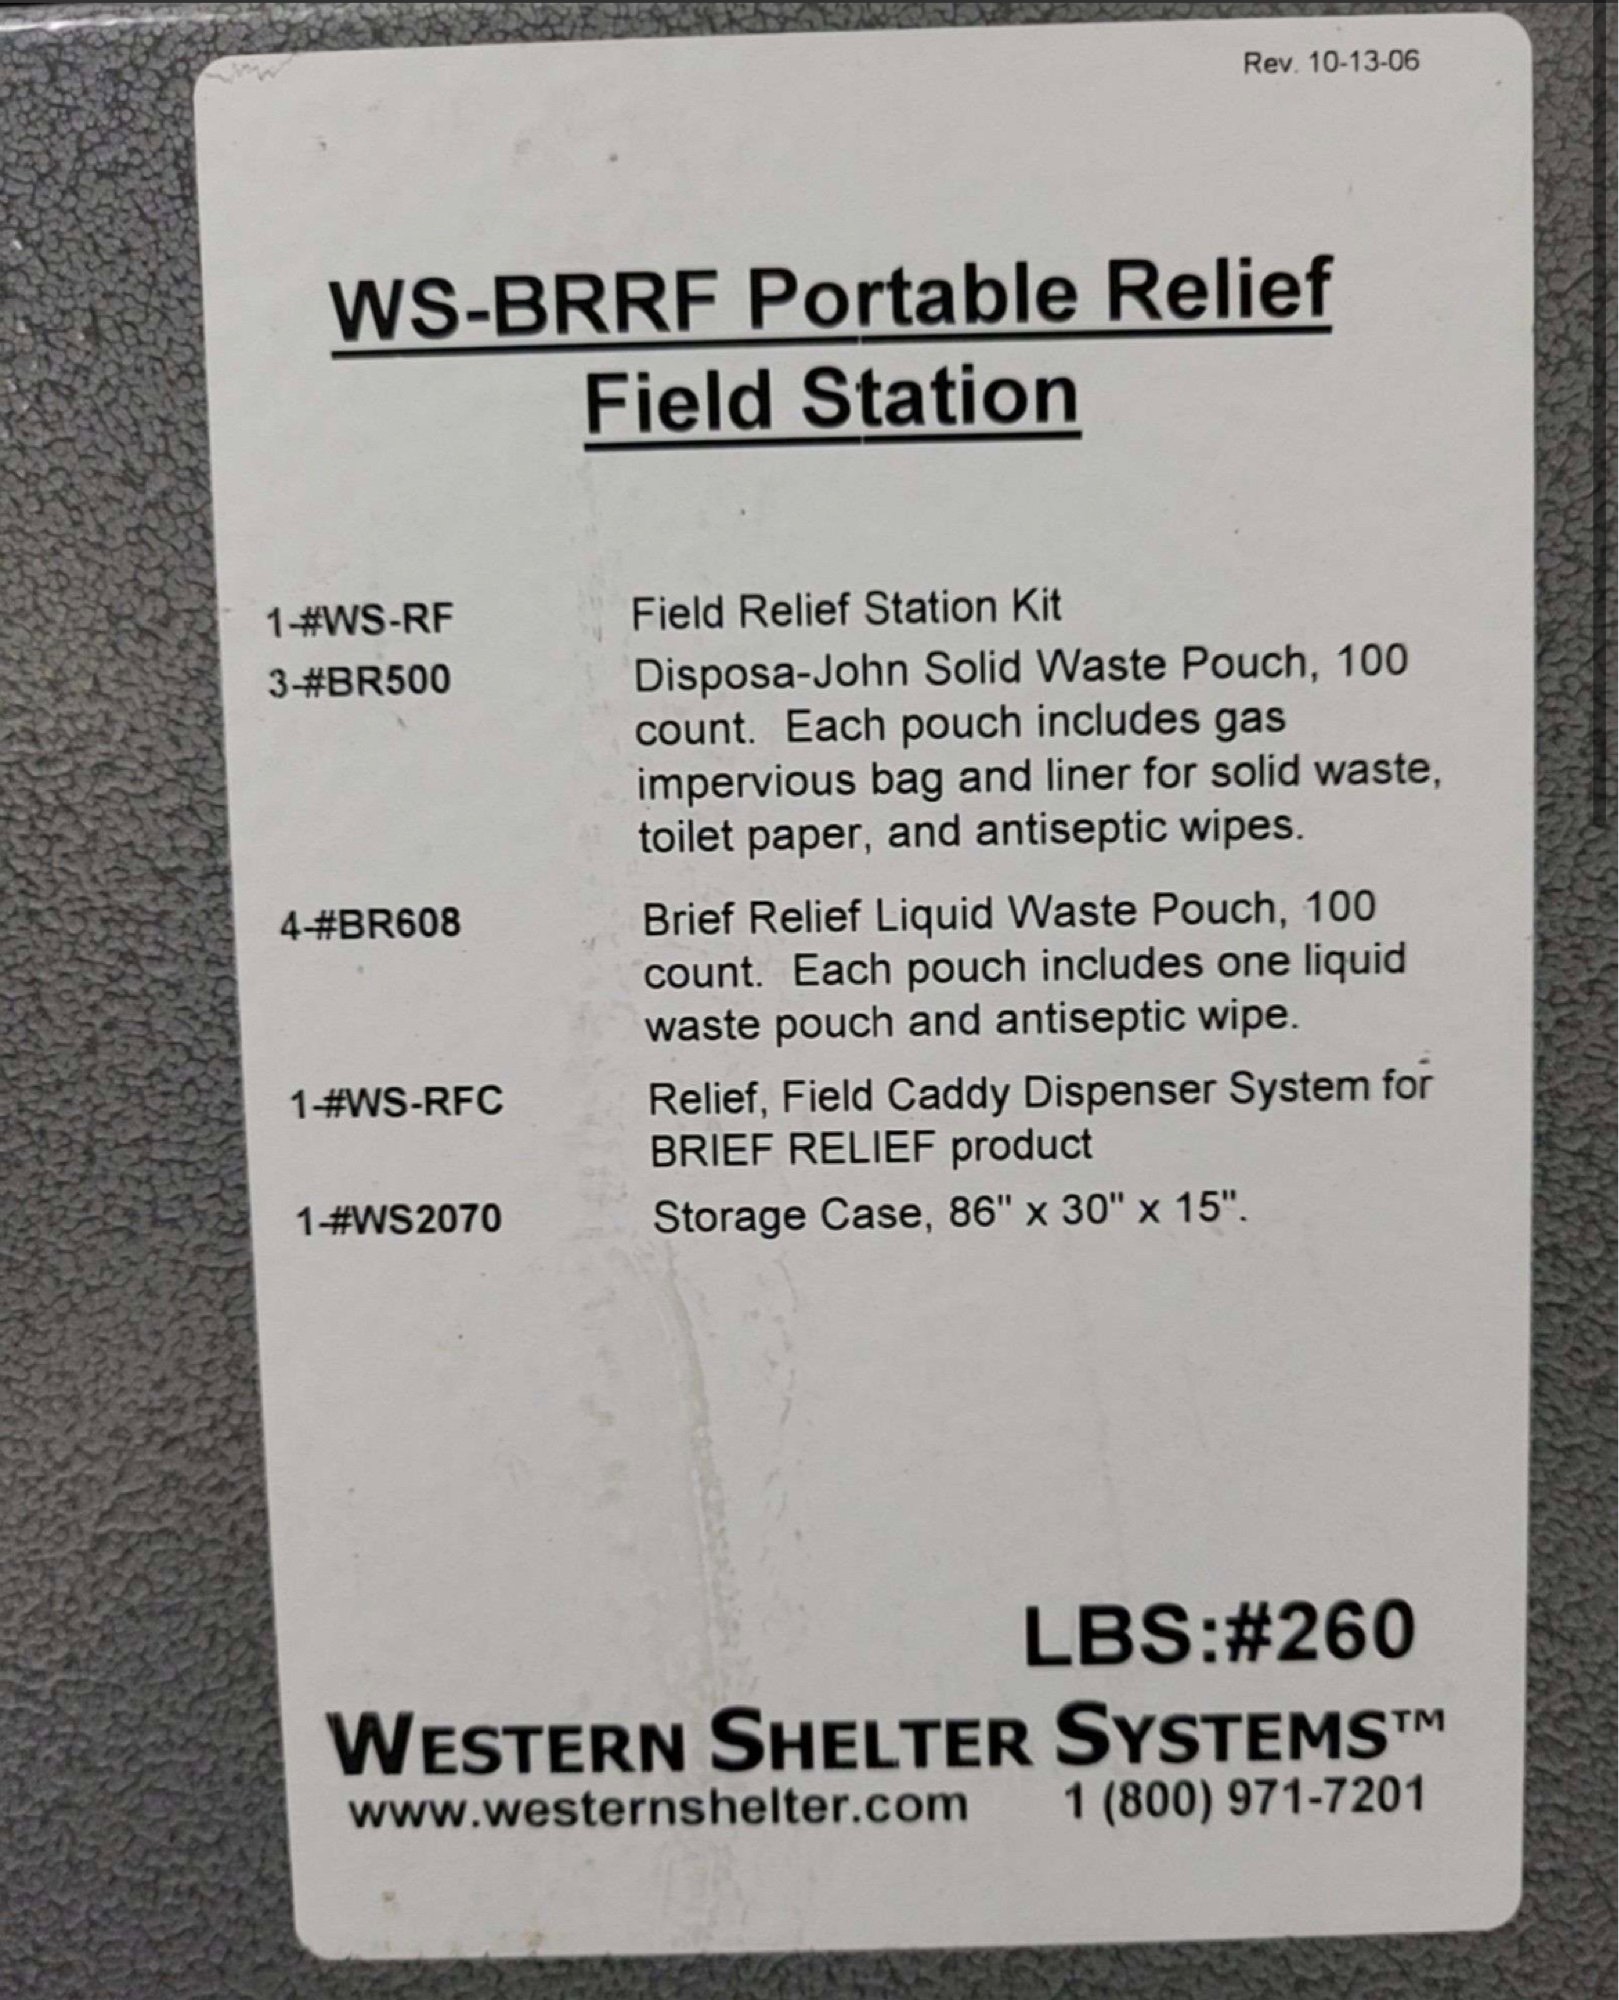 Rev. 10-13-06
WS-BRRF Portable Relief
Field Station
1-#WS-RF Field Relief Station Kit
3-#BR500 Disposa-John Solid Waste Pouch, 100
count. Each pouch includes gas
impervious bag and liner for solid waste,
toilet paper, and antiseptic wipes.
4-#BR608 Brief Relief Liquid Waste Pouch, 100
count. Each pouch includes one liquid
waste pouch and antiseptic wipe.
1-#WS-RFC Relief, Field Caddy Dispenser System for
BRIEF RELIEF product
1-#WS2070 Storage Case, 86" x 30" x 15".
LBS:#260
WESTERN SHELTER SYSTEMS™
www.westernshelter.com 1 (800) 971-7201